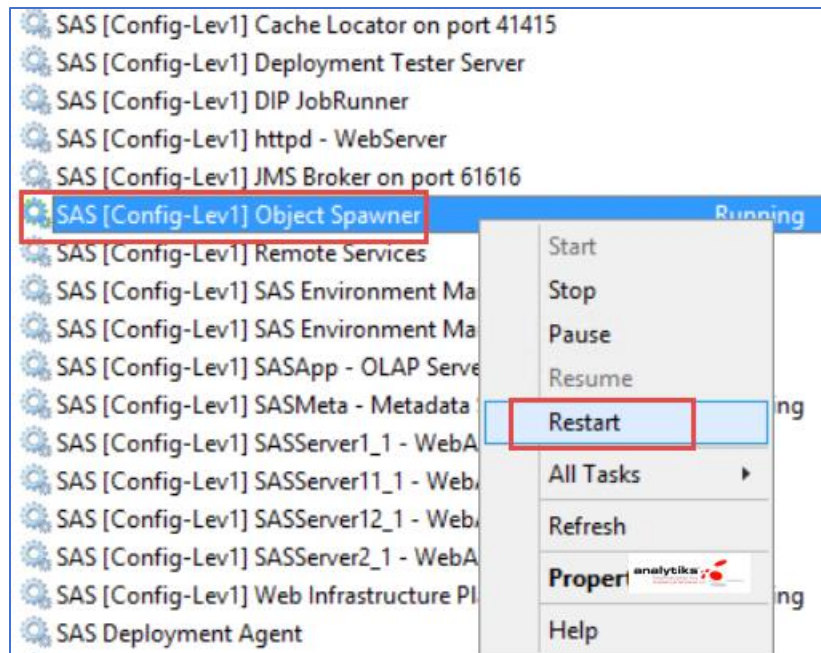 SAS [Config-Lev1] Cache Locator on port 41415
SAS [Config-Lev1] Deployment Tester Server
SAS [Config-Lev1] DIP JobRunner
SAS [Config-Lev1] httpd - WebServer
SAS [Config-Lev1] JMS Broker on port 61616
SAS [Config-Lev1] Object Spawner Running
SAS [Config-Lev1] Remote Services
SAS [Config-Lev1] SAS Environment Ma
SAS [Config-Lev1] SAS Environment Ma
SAS [Config-Lev1] SASApp - OLAP Serve
SAS [Config-Lev1] SASMeta - Metadata ing
SAS [Config-Lev1] SASServer1_1 - WebA
SAS [Config-Lev1] SASServer11_1 - Web
SAS [Config-Lev1] SASServer12_1 - Web
SAS [Config-Lev1] SASServer2_1 - WebA
SAS [Config-Lev1] Web Infrastructure Pl ing
SAS Deployment Agent
Start
Stop
Pause
Resume
Restart
All Tasks
Refresh
Propert
analytiks
Help